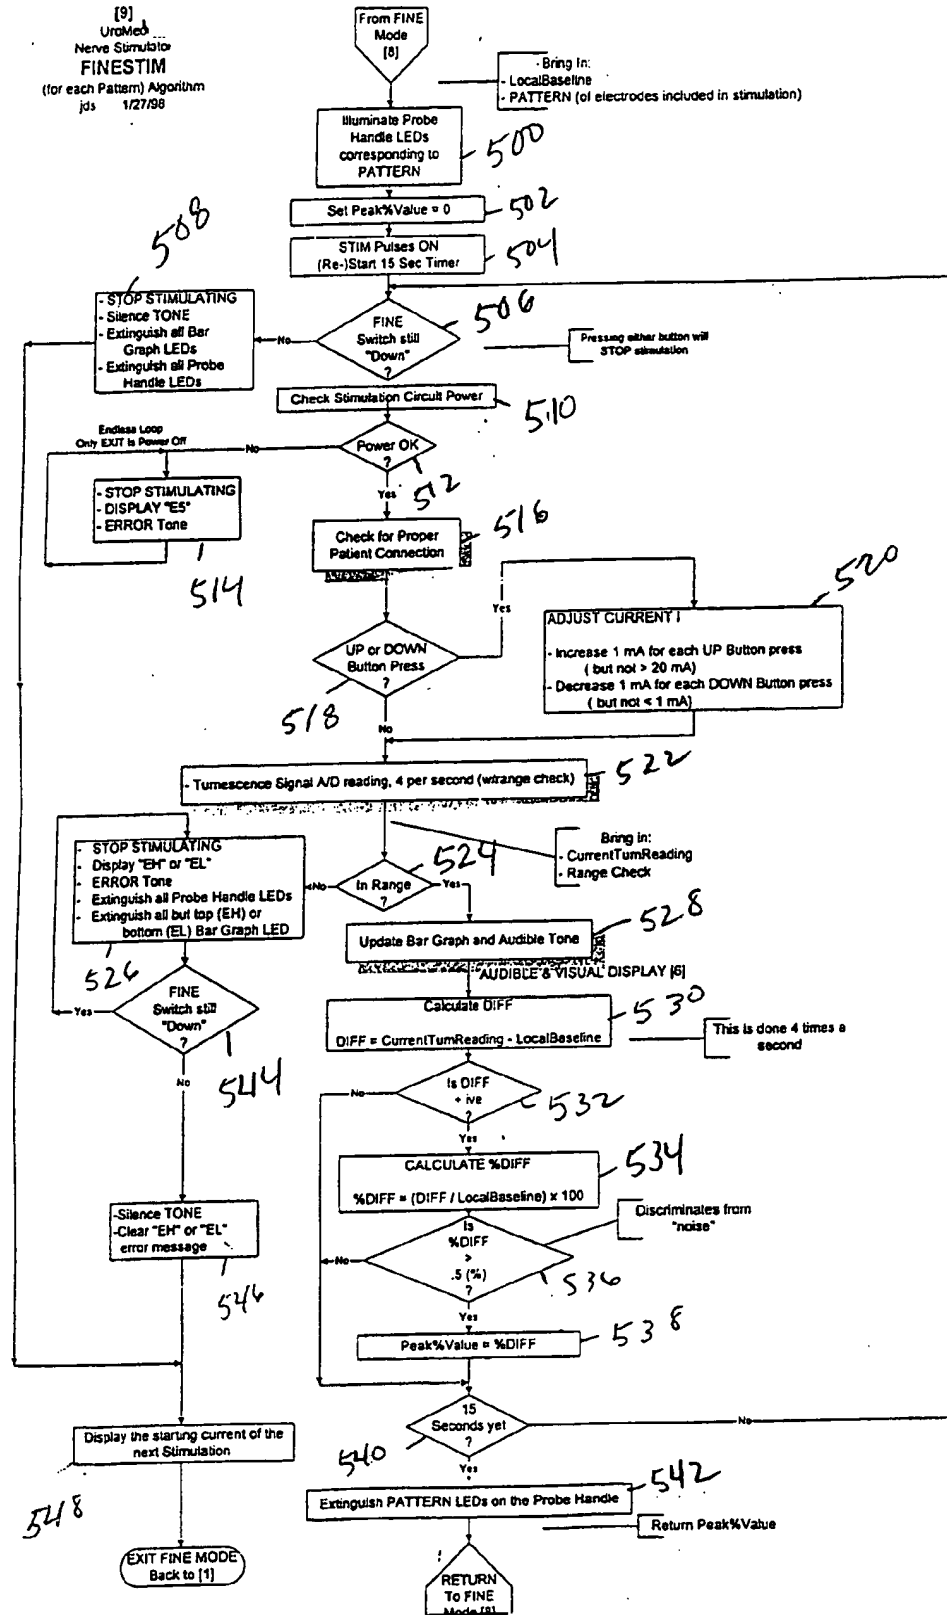 [9]
UroMed
Nerve Stimulator
FINESTIM
(for each Pattern) Algorithm
jds 1/27/98
From FINE
Mode
[8]
- Bring In:
- LocalBaseline
- PATTERN (of electrodes included in stimulation)
Illuminate Probe
Handle LEDs
corresponding to
PATTERN
500
Set Peak%Value = 0
502
STIM Pulses ON
(Re-)Start 15 Sec Timer
504
508
- STOP STIMULATING
- Silence TONE
- Extinguish all Bar
Graph LEDs
- Extinguish all Probe
Handle LEDs
No
FINE
Switch still
"Down"
?
506
Pressing either button will
STOP stimulation
Check Stimulation Circuit Power
510
Endless Loop
Only EXIT is Power Off
No
Power OK
?
512
Yes
- STOP STIMULATING
- DISPLAY "E5"
- ERROR Tone
514
Check for Proper
Patient Connection
516
Yes
520
ADJUST CURRENT I
- Increase 1 mA for each UP Button press
( but not > 20 mA)
- Decrease 1 mA for each DOWN Button press
( but not < 1 mA)
UP or DOWN
Button Press
?
518
No
- Tumescence Signal A/D reading, 4 per second (w/range check)
522
Bring in:
- CurrentTumReading
- Range Check
- STOP STIMULATING
- Display "EH" or "EL"
- ERROR Tone
- Extinguish all Probe Handle LEDs
- Extinguish all but top (EH) or
bottom (EL) Bar Graph LED
526
No
In Range
?
524
Yes
Update Bar Graph and Audible Tone
528
AUDIBLE & VISUAL DISPLAY [6]
Yes
FINE
Switch still
"Down"
?
544
No
Calculate DIFF
DIFF = CurrentTumReading - LocalBaseline
530
This is done 4 times a
second
No
Is DIFF
+ ive
?
532
Yes
CALCULATE %DIFF
%DIFF = (DIFF / LocalBaseline) x 100
534
Discriminates from
"noise"
-Silence TONE
-Clear "EH" or "EL"
error message
546
No
Is
%DIFF
>
.5 (%)
?
536
Yes
Peak%Value = %DIFF
538
15
Seconds yet
?
540
No
Yes
Display the starting current of the
next Stimulation
548
Extinguish PATTERN LEDs on the Probe Handle
542
Return Peak%Value
EXIT FINE MODE
Back to [1]
RETURN
To FINE
Mode [8]